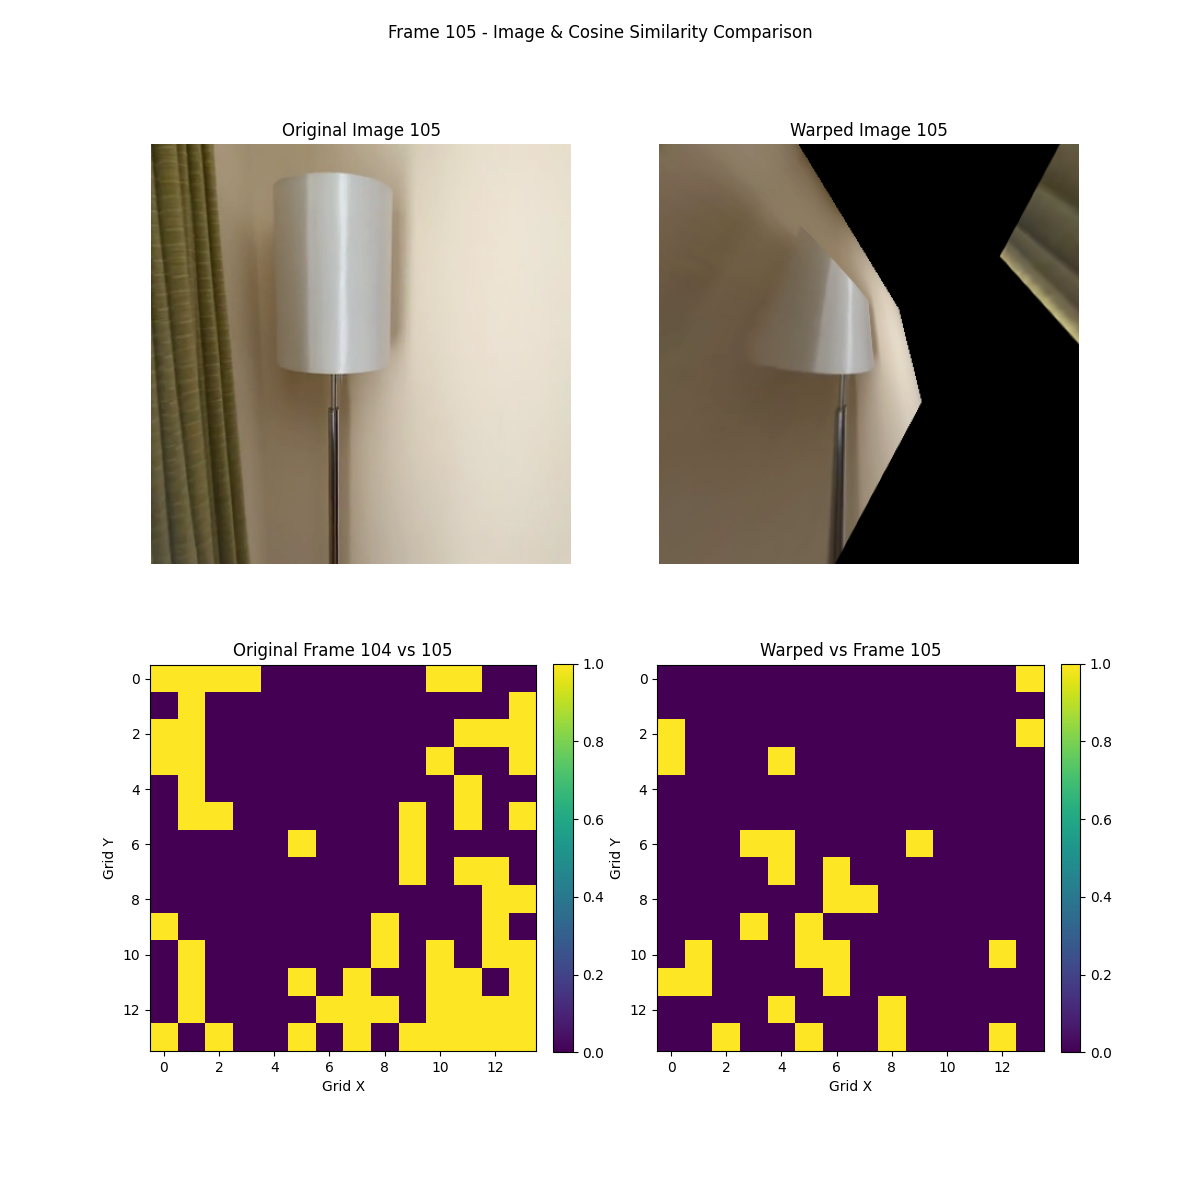 Frame 105 - Image & Cosine Similarity Comparison
Original Image 105
Warped Image 105
Original Frame 104 vs 105
Warped vs Frame 105
0
2
4
6
8
10
12
Grid Y
0 2 4 6 8 10 12
Grid X
1.0
0.8
0.6
0.4
0.2
0.0
0
2
4
6
8
10
12
Grid Y
0 2 4 6 8 10 12
Grid X
1.0
0.8
0.6
0.4
0.2
0.0